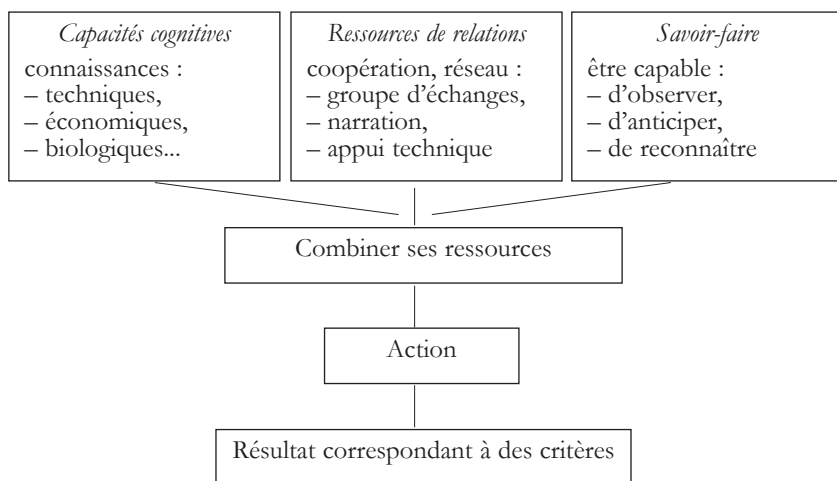 Capacités cognitives
connaissances :
– techniques,
– économiques,
– biologiques...
Ressources de relations
coopération, réseau :
– groupe d’échanges,
– narration,
– appui technique
Savoir-faire
être capable :
– d’observer,
– d’anticiper,
– de reconnaître
Combiner ses ressources
Action
Résultat correspondant à des critères